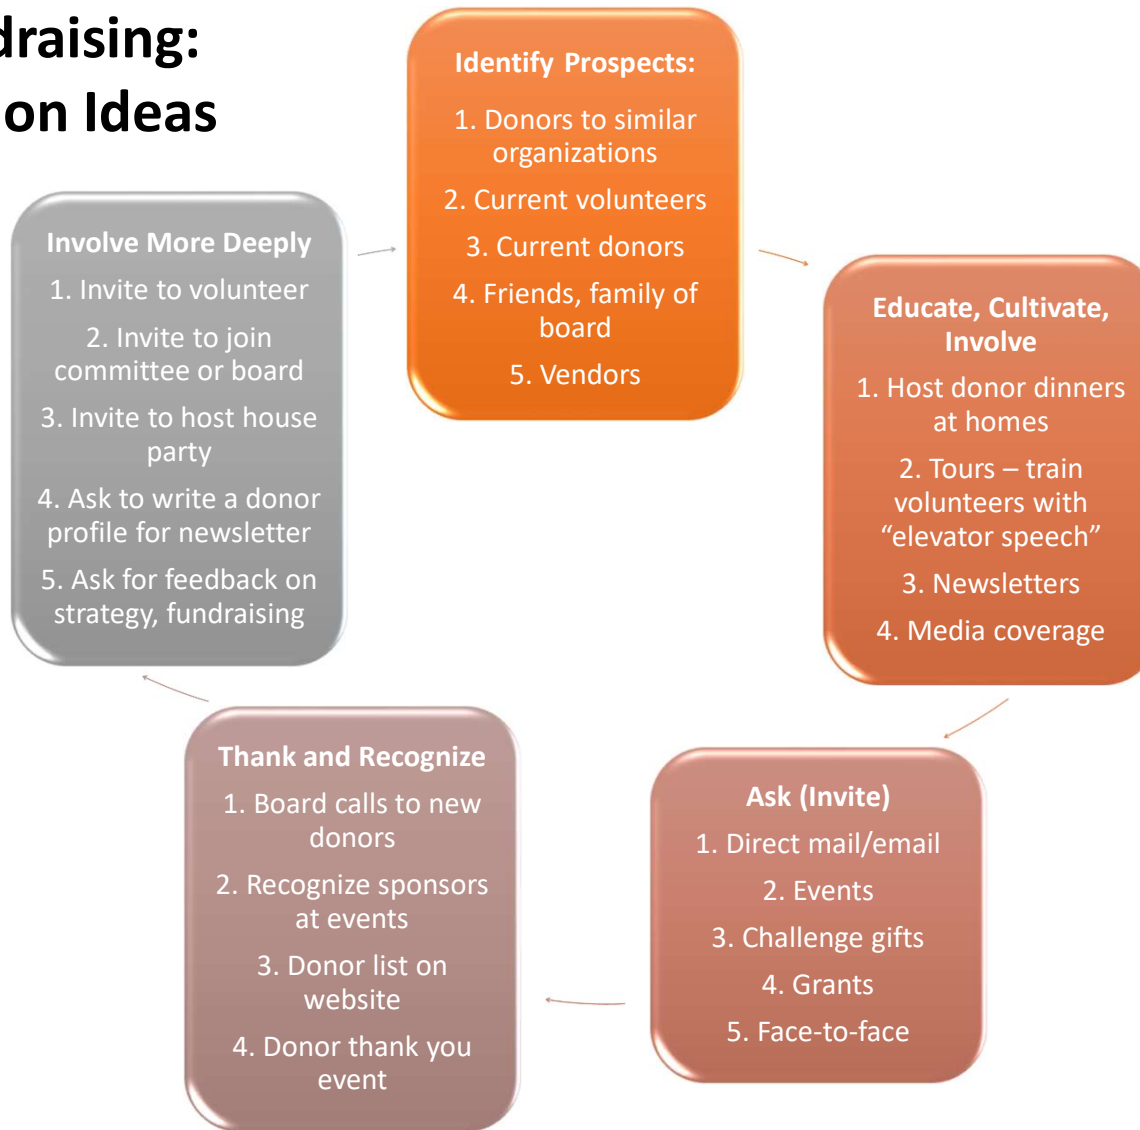 draising:
on Ideas
Identify Prospects:
1. Donors to similar
organizations
2. Current volunteers
3. Current donors
4. Friends, family of
board
5. Vendors
Educate, Cultivate,
Involve
1. Host donor dinners
at homes
2. Tours – train
volunteers with
“elevator speech”
3. Newsletters
4. Media coverage
Ask (Invite)
1. Direct mail/email
2. Events
3. Challenge gifts
4. Grants
5. Face-to-face
Thank and Recognize
1. Board calls to new
donors
2. Recognize sponsors
at events
3. Donor list on
website
4. Donor thank you
event
Involve More Deeply
1. Invite to volunteer
2. Invite to join
committee or board
3. Invite to host house
party
4. Ask to write a donor
profile for newsletter
5. Ask for feedback on
strategy, fundraising